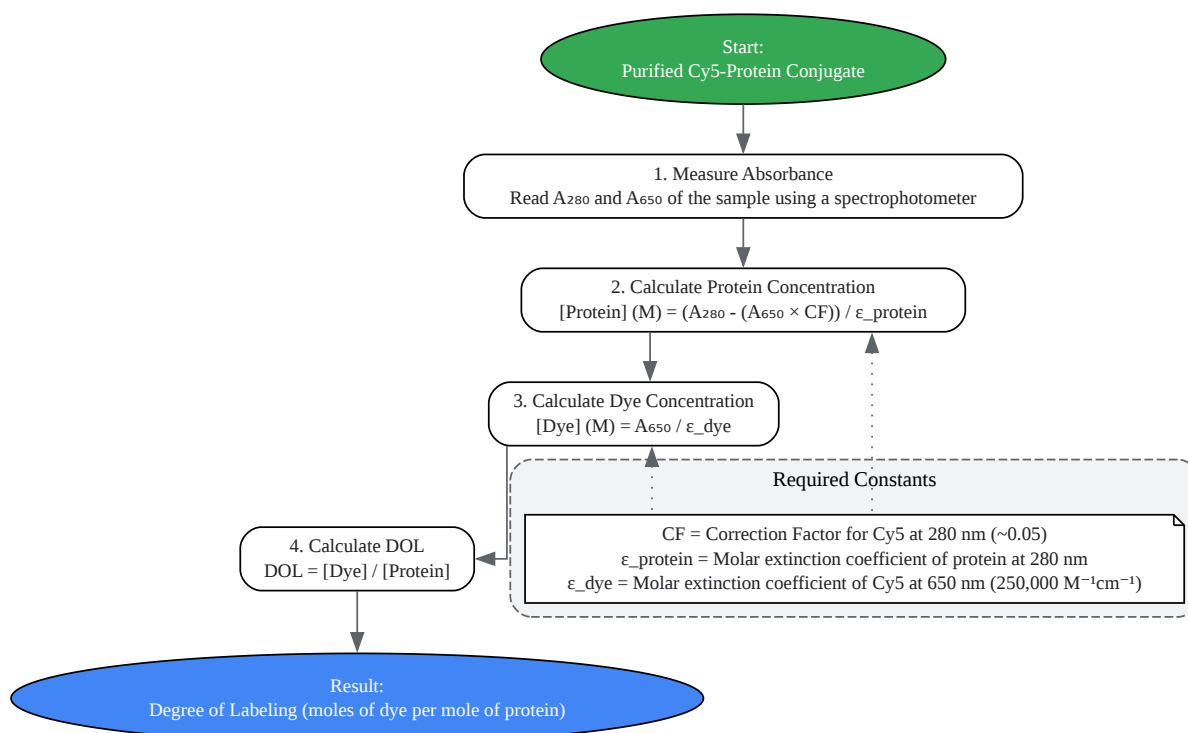 Start:
Purified Cy5-Protein Conjugate
1. Measure Absorbance
Read A₂₈₀ and A₆₅₀ of the sample using a spectrophotometer
2. Calculate Protein Concentration
[Protein] (M) = (A₂₈₀ - (A₆₅₀ × CF)) / ε_protein
3. Calculate Dye Concentration
[Dye] (M) = A₆₅₀ / ε_dye
Required Constants
CF = Correction Factor for Cy5 at 280 nm (~0.05)
ε_protein = Molar extinction coefficient of protein at 280 nm
ε_dye = Molar extinction coefficient of Cy5 at 650 nm (250,000 M⁻¹cm⁻¹)
4. Calculate DOL
DOL = [Dye] / [Protein]
Result:
Degree of Labeling (moles of dye per mole of protein)